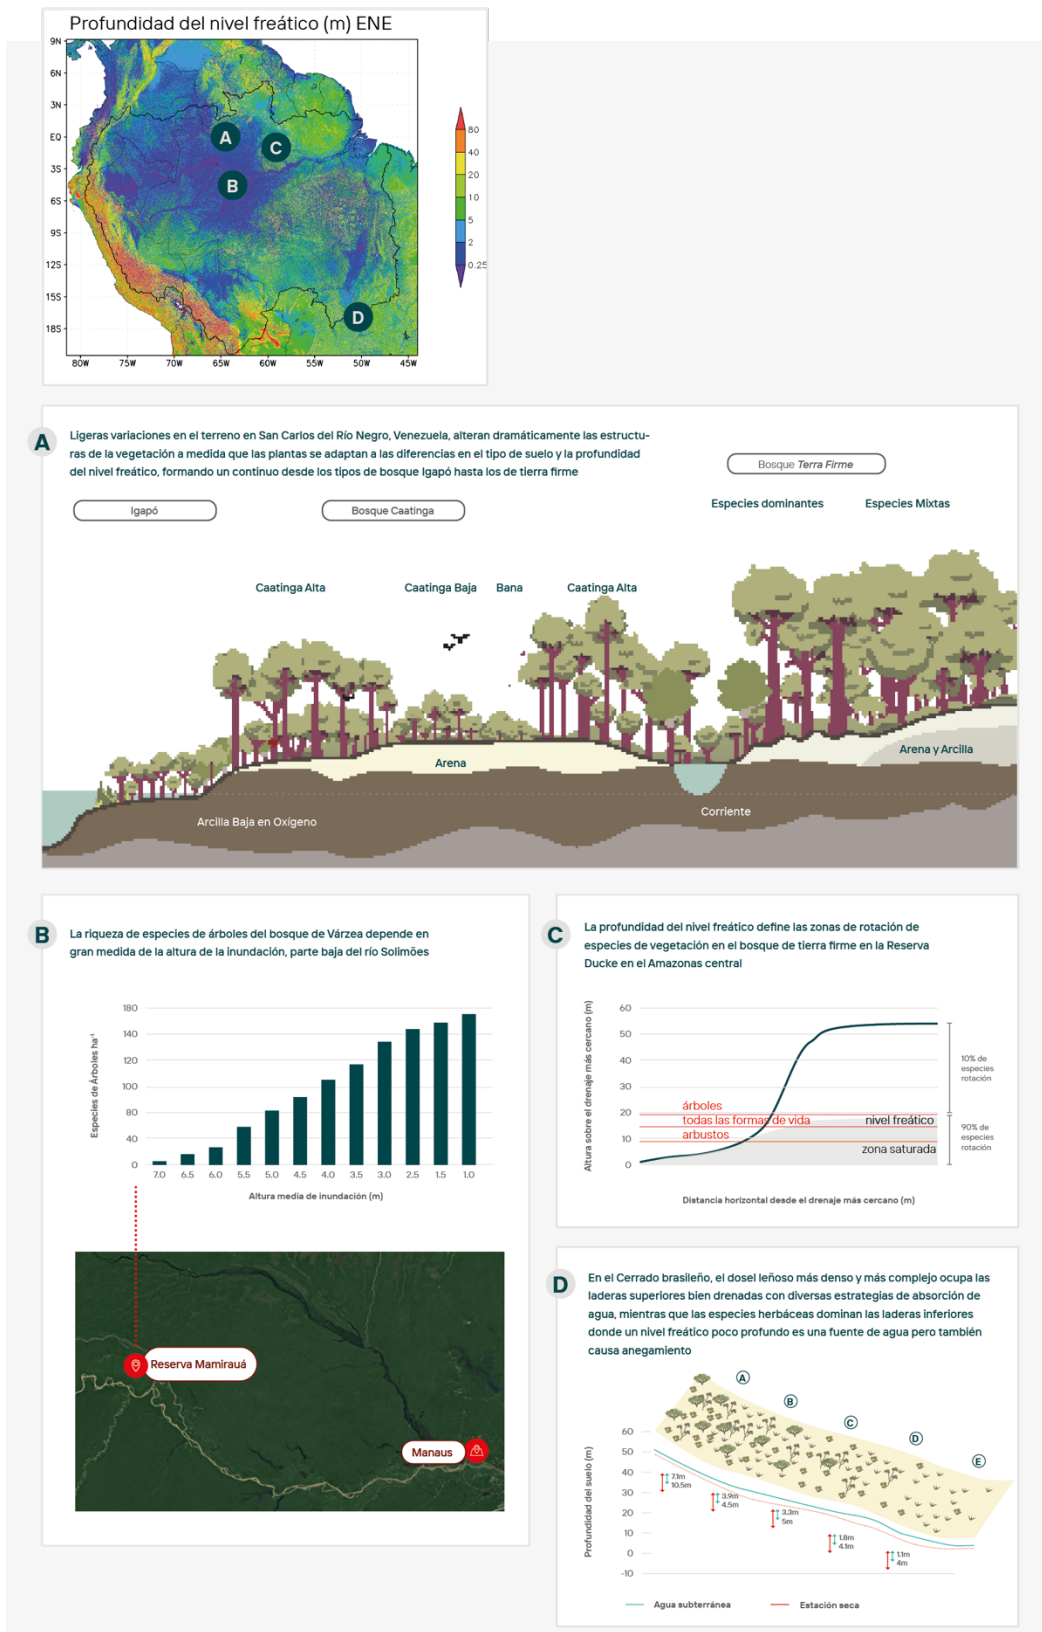 Profundidad del nivel freático (m) ENE
9N
6N
3N
EQ
3S
6S
9S
12S
15S
18S
80W
75W
70W
65W
60W
55W
50W
45W
80
40
20
10
5
2
0.25
A
B
C
D
A
Ligeras variaciones en el terreno en San Carlos del Río Negro, Venezuela, alteran dramáticamente las estructu-
ras de la vegetación a medida que las plantas se adaptan a las diferencias en el tipo de suelo y la profundidad
del nivel freático, formando un continuo desde los tipos de bosque Igapó hasta los de tierra firme
Bosque Terra Firme
Igapó
Bosque Caatinga
Especies dominantes
Especies Mixtas
Caatinga Alta
Caatinga Baja
Bana
Caatinga Alta
Arena y Arcilla
Arena
Corriente
Arcilla Baja en Oxígeno
B
La riqueza de especies de árboles del bosque de Várzea depende en
gran medida de la altura de la inundación, parte baja del río Solimões
Especies de Árboles ha⁻¹
180
140
120
100
80
40
0
7.0
6.5
6.0
5.5
5.0
4.5
4.0
3.5
3.0
2.5
1.5
1.0
Altura media de inundación (m)
Reserva Mamirauá
Manaus
C
La profundidad del nivel freático define las zonas de rotación de
especies de vegetación en el bosque de tierra firme en la Reserva
Ducke en el Amazonas central
Altura sobre el drenaje más cercano (m)
60
50
40
30
20
10
0
árboles
todas las formas de vida
arbustos
nivel freático
zona saturada
10% de
especies
rotación
90% de
especies
rotación
Distancia horizontal desde el drenaje más cercano (m)
D
En el Cerrado brasileño, el dosel leñoso más denso y más complejo ocupa las
laderas superiores bien drenadas con diversas estrategias de absorción de
agua, mientras que las especies herbáceas dominan las laderas inferiores
donde un nivel freático poco profundo es una fuente de agua pero también
causa anegamiento
A
B
C
D
E
Profundidad del suelo (m)
60
50
40
30
20
10
0
-10
7.1m
10.5m
3.9m
4.5m
3.3m
5m
1.8m
4.1m
1.1m
4m
Agua subterránea
Estación seca